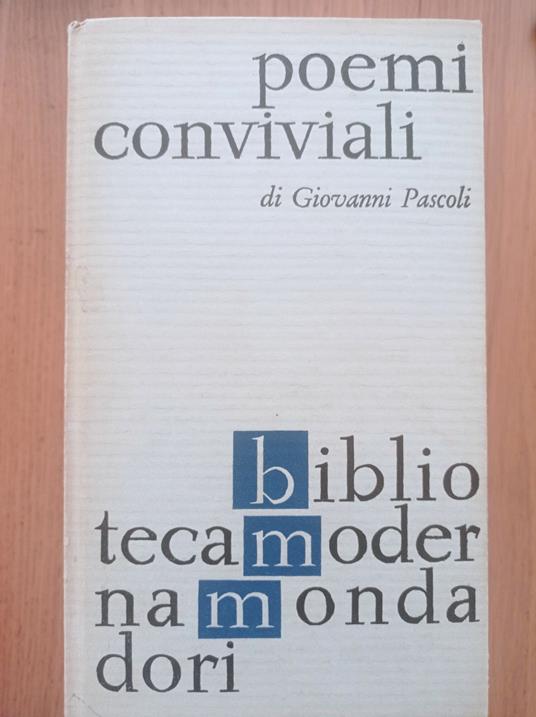 poemi
conviviali
di Giovanni Pascoli
biblio
tecamoder
namonda
dori